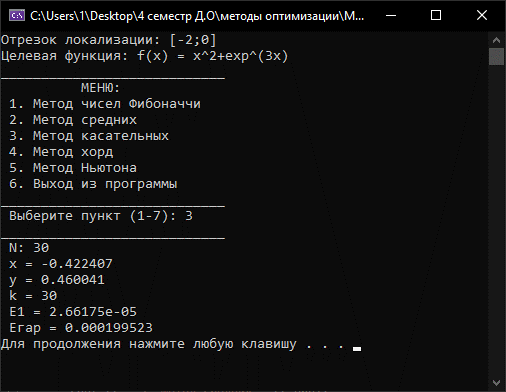 C:\Users\1\Desktop\4 семестр Д.О\методы оптимизации\М...
Отрезок локализации: [-2;0]
Целевая функция: f(x) = x^2+exp^(3x)
МЕНЮ:
1. Метод чисел Фибоначчи
2. Метод средних
3. Метод касательных
4. Метод хорд
5. Метод Ньютона
6. Выход из программы
Выберите пункт (1-7): 3
N: 30
x = -0.422407
y = 0.460041
k = 30
E1 = 2.66175e-05
Eгар = 0.000199523
Для продолжения нажмите любую клавишу . . .